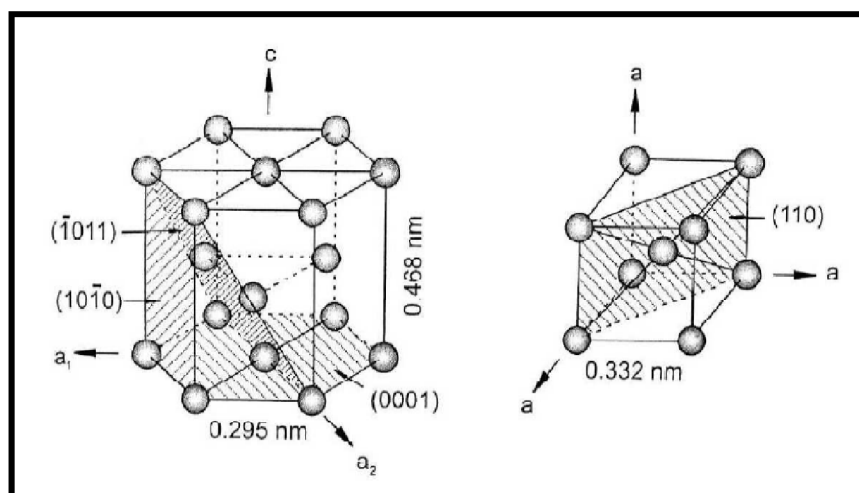 c
a
(1̄011)
(110)
0.468 nm
(101̄0)
a₁
a
(0001)
0.332 nm
a
0.295 nm
a₂